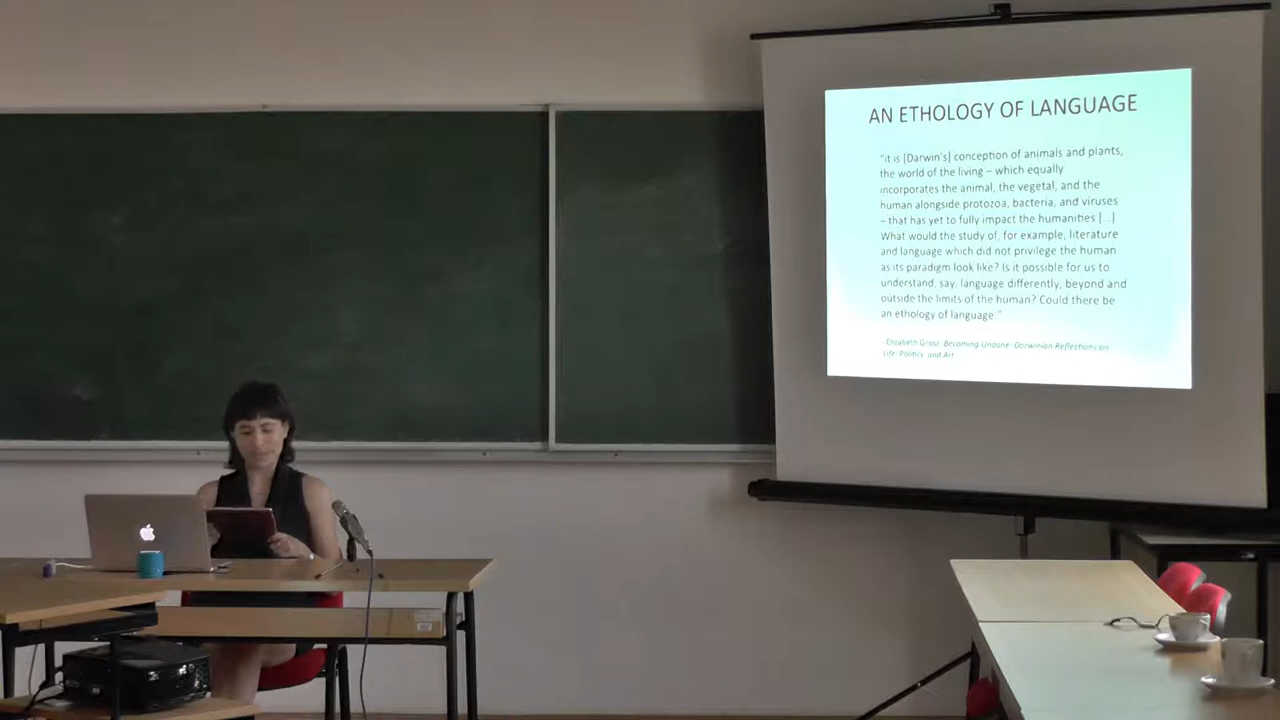 AN ETHOLOGY OF LANGUAGE
"it is [Darwin's] conception of animals and plants,
the world of the living – which equally
incorporates the animal, the vegetal, and the
human alongside protozoa, bacteria, and viruses
– that has yet to fully impact the humanities [...]
What would the study of, for example, literature
and language which did not privilege the human
as its paradigm look like? Is it possible for us to
understand, say, language differently, beyond and
outside the limits of the human? Could there be
an ethology of language."
Elizabeth Grosz, Becoming Undone: Darwinian Reflections on
Life, Politics, and Art